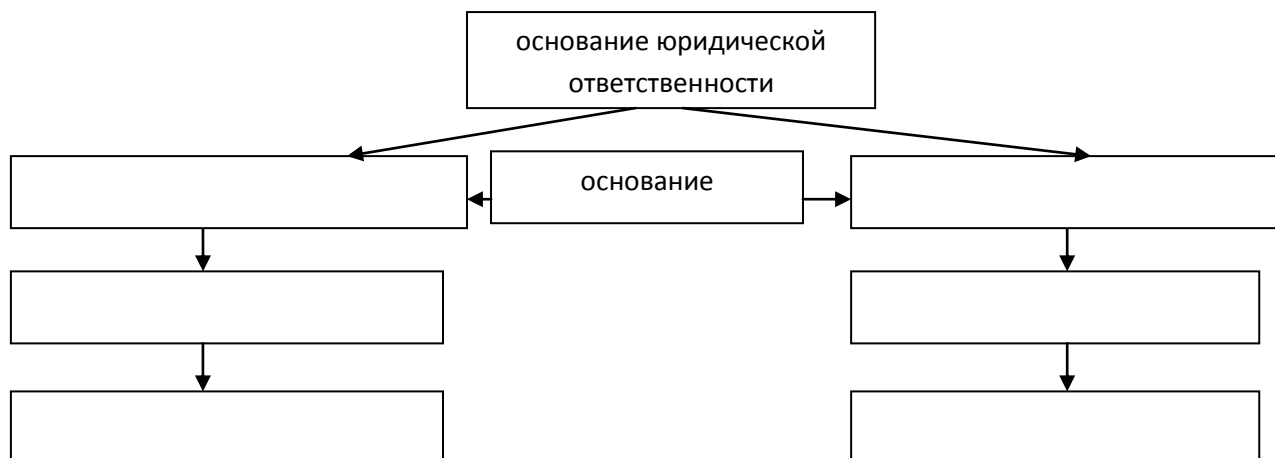 основание юридической
ответственности
основание